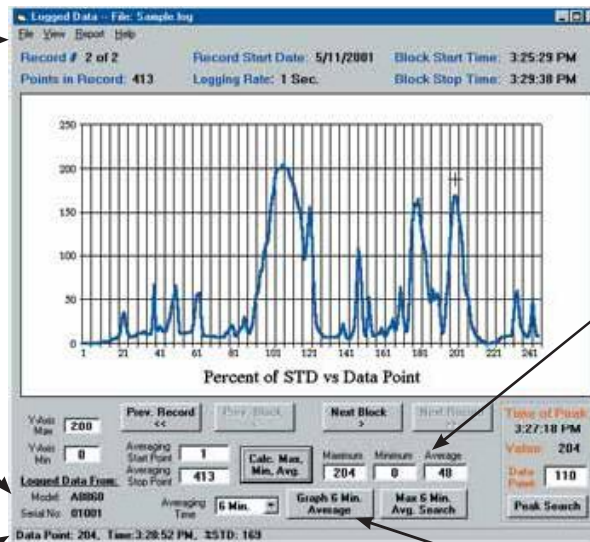 Logged Data -- File: Sample.log
File View Report Help
Record # 2 of 2 Record Start Date: 5/11/2001 Block Start Time: 3:25:29 PM
Points in Record: 413 Logging Rate: 1 Sec. Block Stop Time: 3:29:38 PM
250
200
150
100
50
0
1 21 41 61 81 101 121 141 161 181 201 221 241
Percent of STD vs Data Point
Y-Axis Max 200
Prev. Record <<
Prev. Block <
Next Block >
Next Record >>
Time of Peak
3:27:18 PM
Y-Axis Min 0
Averaging Start Point 1
Averaging Stop Point 413
Calc. Max, Min, Avg.
Maximum Minimum Average
204 0 48
Value: 204
Data Point 110
Logged Data From:
Model: A8860
Serial No: 01001
Averaging Time 6 Min.
Graph 6 Min. Average
Max 6 Min. Avg. Search
Peak Search
Data Point: 204, Time: 3:28:52 PM, %STD: 169